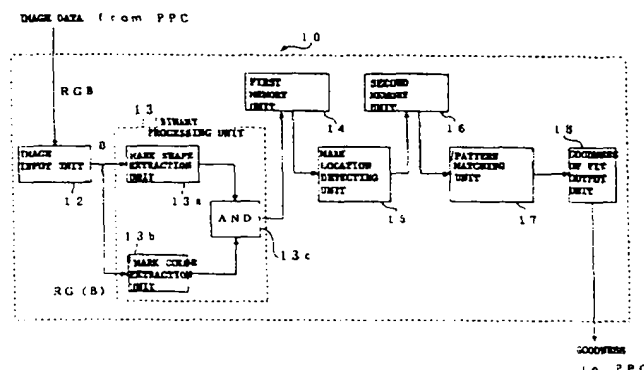 IMAGE DATA from PPC
10
RGB
FIRST
MEMORY
UNIT
14
SECOND
MEMORY
UNIT
16
13
BINARY
PROCESSING UNIT
B
IMAGE
INPUT UNIT
12
MARK SHAPE
EXTRACTION
UNIT
13a
AND
13c
13b
MARK COLOR
EXTRACTION
UNIT
RG (B)
MARK
LOCATION
DETECTING
UNIT
15
PATTERN
MATCHING
UNIT
17
18
GOODNESS
OF FIT
OUTPUT
UNIT
GOODNESS
to PPC